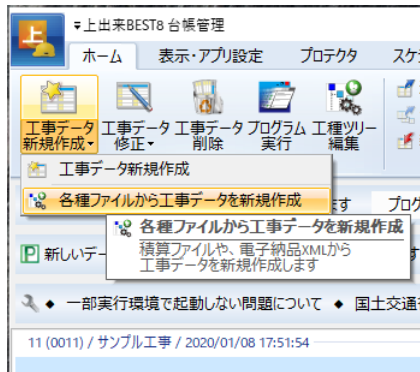 上
上出来BEST8 台帳管理
ホーム 表示・アプリ設定 プロテクタ スケ
工事データ 工事データ 工事データ プログラム 工種ツリー
新規作成 修正 削除 実行 編集
工事データ新規作成
各種ファイルから工事データを新規作成
ます プログ
各種ファイルから工事データを新規作成
積算ファイルや、電子納品XMLから
工事データを新規作成します
P 新しいデー
◆ 一部実行環境で起動しない問題について ◆ 国土交通
11 (0011) / サンプル工事 / 2020/01/08 17:51:54